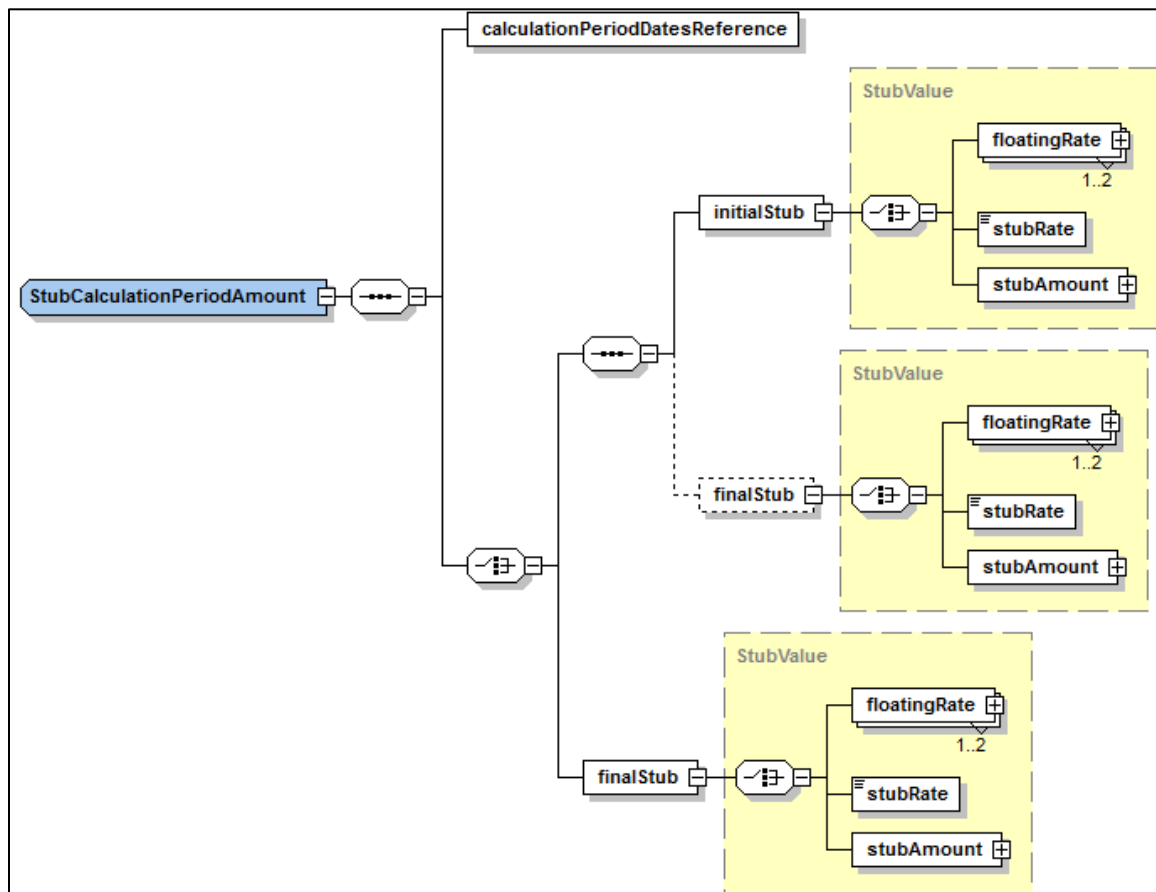 calculationPeriodDatesReference
StubValue
floatingRate
1..2
initialStub
stubRate
stubAmount
StubCalculationPeriodAmount
StubValue
floatingRate
1..2
finalStub
stubRate
stubAmount
StubValue
floatingRate
1..2
finalStub
stubRate
stubAmount